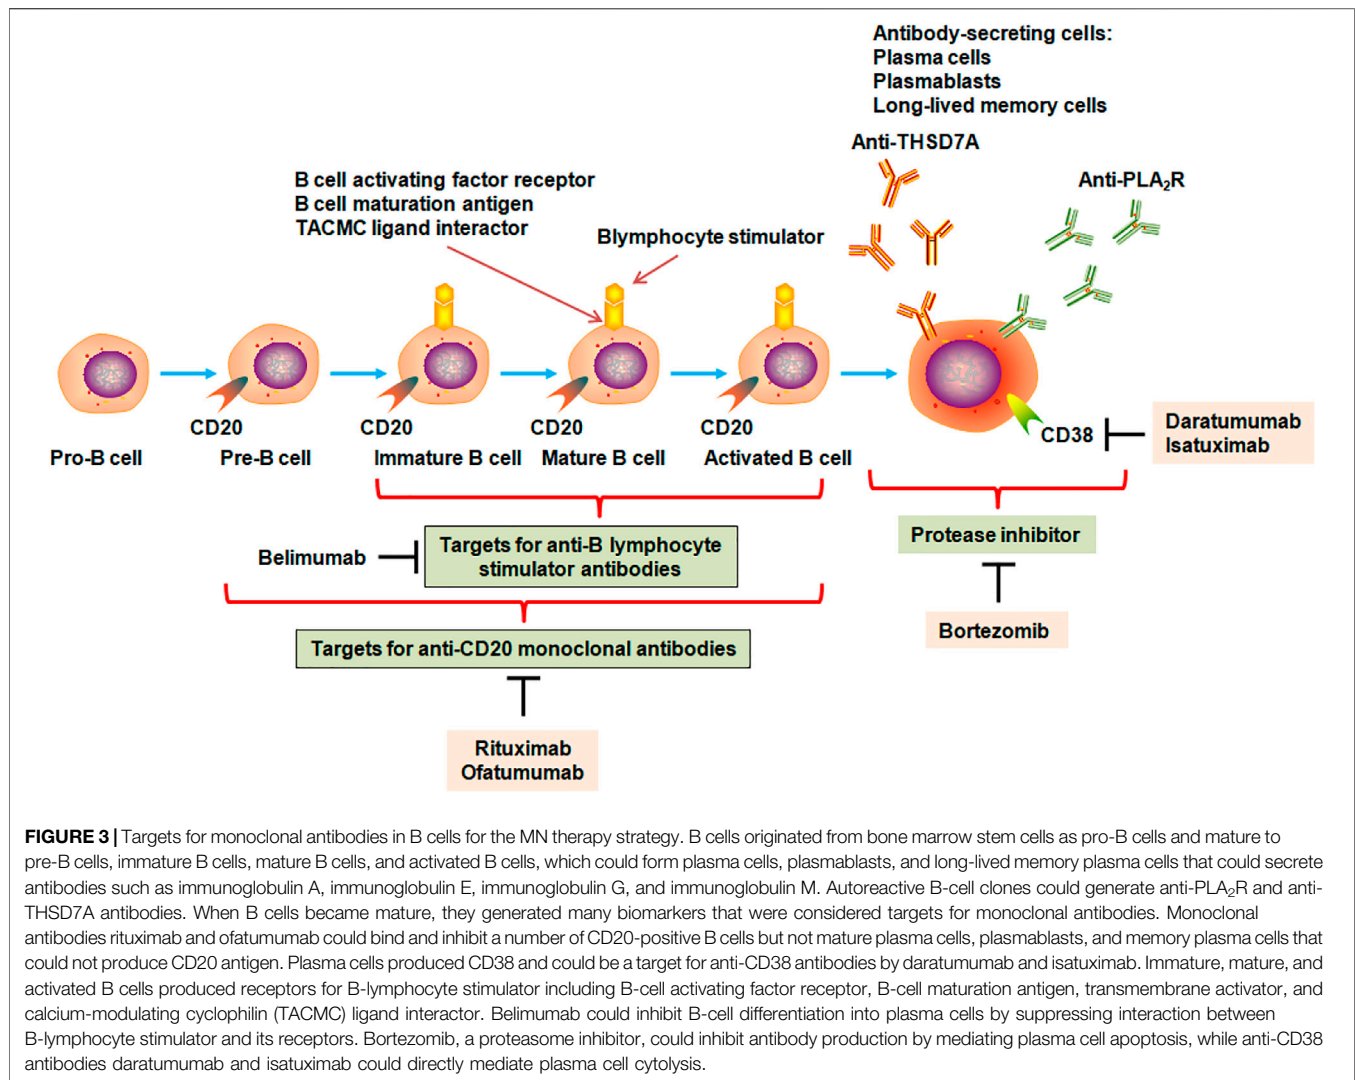 Antibody-secreting cells:
Plasma cells
Plasmablasts
Long-lived memory cells
Anti-THSD7A
Anti-PLA₂R
B cell activating factor receptor
B cell maturation antigen
TACMC ligand interactor
Blymphocyte stimulator
CD20
CD20
CD20
CD20
CD38
Daratumumab
Isatuximab
Pro-B cell
Pre-B cell
Immature B cell
Mature B cell
Activated B cell
Belimumab
Targets for anti-B lymphocyte
stimulator antibodies
Protease inhibitor
Bortezomib
Targets for anti-CD20 monoclonal antibodies
Rituximab
Ofatumumab
FIGURE 3 | Targets for monoclonal antibodies in B cells for the MN therapy strategy. B cells originated from bone marrow stem cells as pro-B cells and mature to
pre-B cells, immature B cells, mature B cells, and activated B cells, which could form plasma cells, plasmablasts, and long-lived memory plasma cells that could secrete
antibodies such as immunoglobulin A, immunoglobulin E, immunoglobulin G, and immunoglobulin M. Autoreactive B-cell clones could generate anti-PLA₂R and anti-
THSD7A antibodies. When B cells became mature, they generated many biomarkers that were considered targets for monoclonal antibodies. Monoclonal
antibodies rituximab and ofatumumab could bind and inhibit a number of CD20-positive B cells but not mature plasma cells, plasmablasts, and memory plasma cells that
could not produce CD20 antigen. Plasma cells produced CD38 and could be a target for anti-CD38 antibodies by daratumumab and isatuximab. Immature, mature, and
activated B cells produced receptors for B-lymphocyte stimulator including B-cell activating factor receptor, B-cell maturation antigen, transmembrane activator, and
calcium-modulating cyclophilin (TACMC) ligand interactor. Belimumab could inhibit B-cell differentiation into plasma cells by suppressing interaction between
B-lymphocyte stimulator and its receptors. Bortezomib, a proteasome inhibitor, could inhibit antibody production by mediating plasma cell apoptosis, while anti-CD38
antibodies daratumumab and isatuximab could directly mediate plasma cell cytolysis.